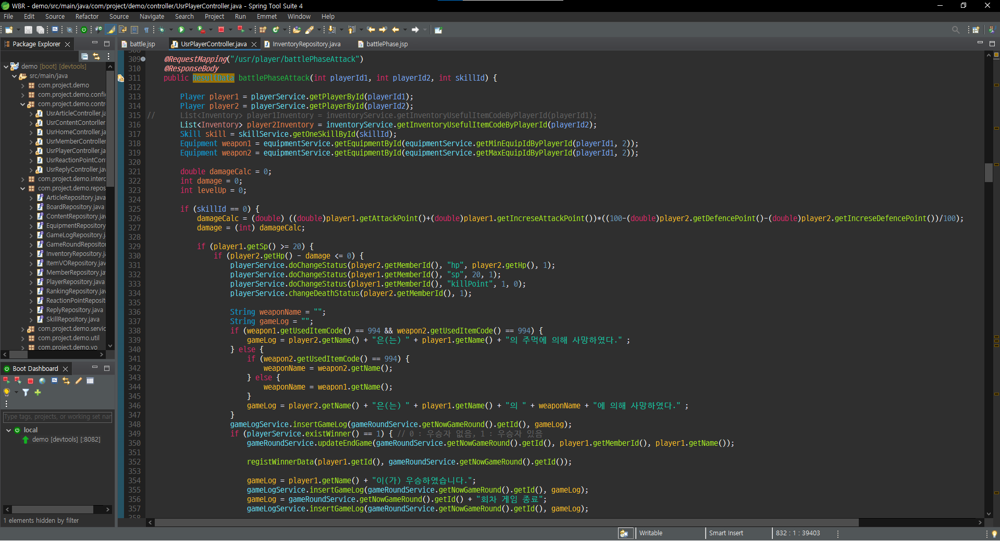 WBR - demo/src/main/java/com/project/demo/controller/UsrPlayerController.java - Spring Tool Suite 4
File Edit Source Refactor Source Navigate Search Project Run Emmet Window Help
Package Explorer
demo [boot] [devtools]
src/main/java
com.project.demo
com.project.demo.confi
com.project.demo.contr
UsrArticleController.ja
UsrContentContorller
UsrHomeController.ja
UsrMemberController
UsrPlayerController.ja
UsrReactionPointCon
UsrReplyController.jav
com.project.demo.interc
com.project.demo.repos
ArticleRepository.java
BoardRepository.java
ContentRepository.ja
EquipmentRepository
GameLogRepository.j
GameRoundRepositor
InventoryRepository.ja
ItemVORepository.jav
MemberRepository.ja
PlayerRepository.java
RankingRepository.jav
ReactionPointReposit
ReplyRepository.java
SkillRepository.java
com.project.demo.servic
com.project.demo.util
com.project.demo.vo
Boot Dashboard
Type tags, projects, or working set nar
local
demo [devtools] [:8082]
1 elements hidden by filter
battle.jsp UsrPlayerController.java InventoryRepository.java battlePhase.jsp
308
309 @RequestMapping("/usr/player/battlePhaseAttack")
310 @ResponseBody
311 public ResultData battlePhaseAttack(int playerId1, int playerId2, int skillId) {
312
313 Player player1 = playerService.getPlayerById(playerId1);
314 Player player2 = playerService.getPlayerById(playerId2);
315 // List<Inventory> player1Inventory = inventoryService.getInventoryUsefulItemCodeByPlayerId(playerId1);
316 List<Inventory> player2Inventory = inventoryService.getInventoryUsefulItemCodeByPlayerId(playerId2);
317 Skill skill = skillService.getOneSkillById(skillId);
318 Equipment weapon1 = equipmentService.getEquipmentById(equipmentService.getMinEquipIdByPlayerId(playerId1, 2));
319 Equipment weapon2 = equipmentService.getEquipmentById(equipmentService.getMaxEquipIdByPlayerId(playerId1, 2));
320
321 double damageCalc = 0;
322 int damage = 0;
323 int levelUp = 0;
324
325 if (skillId == 0) {
326 damageCalc = (double) ((double)player1.getAttackPoint()+(double)player1.getIncreseAttackPoint())*((100-(double)player2.getDefencePoint()-(double)player2.getIncreseDefencePoint())/100);
327 damage = (int) damageCalc;
328
329 if (player1.getSp() >= 20) {
330 if (player2.getHp() - damage <= 0) {
331 playerService.doChangeStatus(player2.getMemberId(), "hp", player2.getHp(), 1);
332 playerService.doChangeStatus(player1.getMemberId(), "sp", 20, 1);
333 playerService.doChangeStatus(player1.getMemberId(), "killPoint", 1, 0);
334 playerService.changeDeathStatus(player2.getMemberId(), 1);
335
336 String weaponName = "";
337 String gameLog = "";
338 if (weapon1.getUsedItemCode() == 994 && weapon2.getUsedItemCode() == 994) {
339 gameLog = player2.getName() + "은(는) " + player1.getName() + "의 주먹에 의해 사망하였다." ;
340 } else {
341 if (weapon2.getUsedItemCode() == 994) {
342 weaponName = weapon2.getName();
343 } else {
344 weaponName = weapon1.getName();
345 }
346 gameLog = player2.getName() + "은(는) " + player1.getName() + "의 " + weaponName + "에 의해 사망하였다." ;
347 }
348 gameLogService.insertGameLog(gameRoundService.getNowGameRound().getId(), gameLog);
349 if (playerService.existWinner() == 1) { // 0 : 우승자 없음, 1 : 우승자 있음
350 gameRoundService.updateEndGame(gameRoundService.getNowGameRound().getId(), player1.getMemberId(), player1.getName());
351
352 registWinnerData(player1.getId(), gameRoundService.getNowGameRound().getId());
353
354 gameLog = player1.getName() + "이(가) 우승하였습니다.";
355 gameLogService.insertGameLog(gameRoundService.getNowGameRound().getId(), gameLog);
356 gameLog = gameRoundService.getNowGameRound().getId() + "회차 게임 종료";
357 gameLogService.insertGameLog(gameRoundService.getNowGameRound().getId(), gameLog);
358
Writable Smart Insert 832 : 1 : 39403